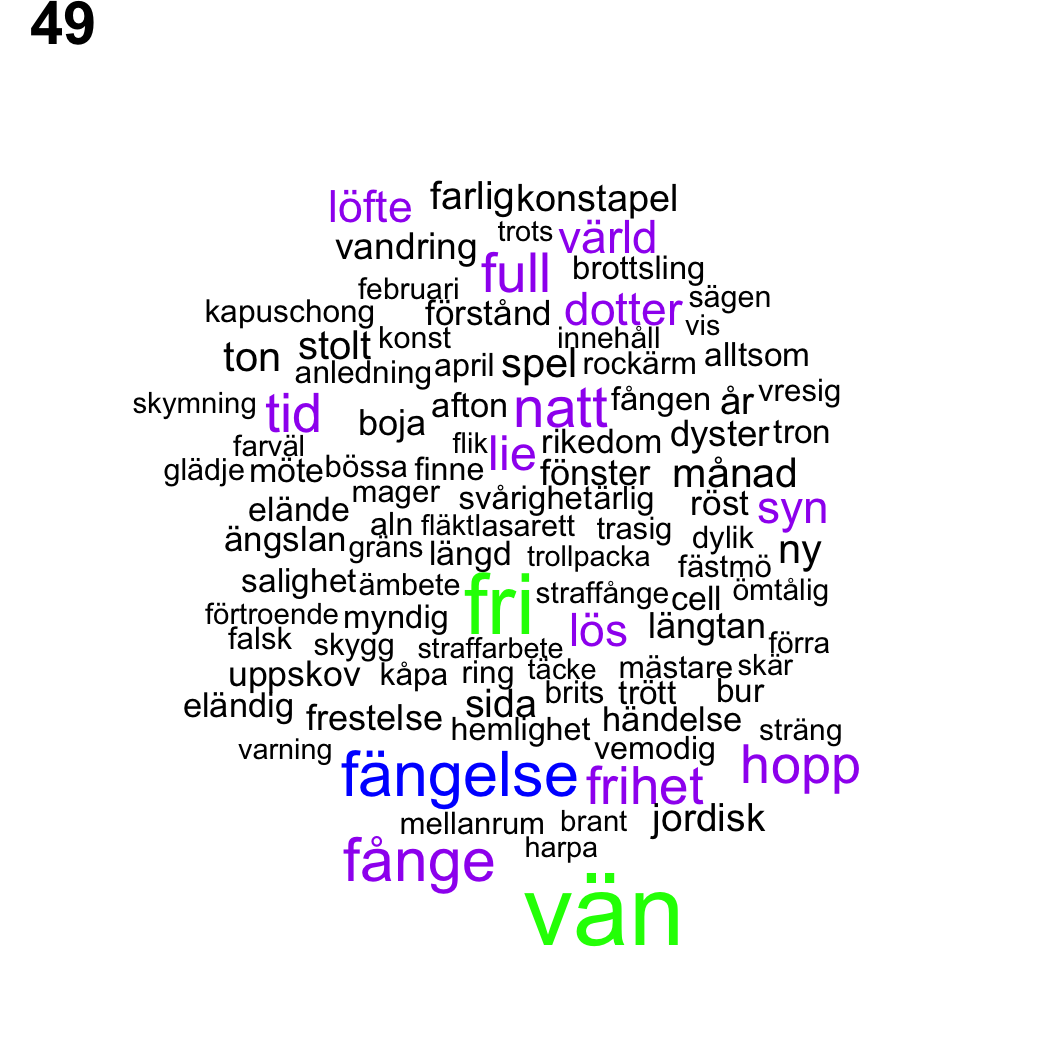 49
löfte farlig konstapel
vandring trots värld
full brottsling
februari sägen
kapuschong förstånd dotter vis
ton stolt konst innehåll
anledning april spel rockärm alltsom
skymning tid boja afton natt fången år vresig
farväl flik lie rikedom dyster tron
glädje möte bössa finne fönster månad
mager svårighet ärlig röst syn
elände aln fläkt lasarett trasig dylik
ängslan gräns längd trollpacka fästmö ny
salighet ämbete fri straffånge cell ömtålig
förtroende myndig lös längtan förra
falsk skygg straffarbete
uppskov kåpa ring täcke mästare skär
eländig frestelse sida brits trött bur
hemlighet händelse sträng
varning vemodig
fängelse frihet hopp
mellanrum brant jordisk
fånge harpa
vän